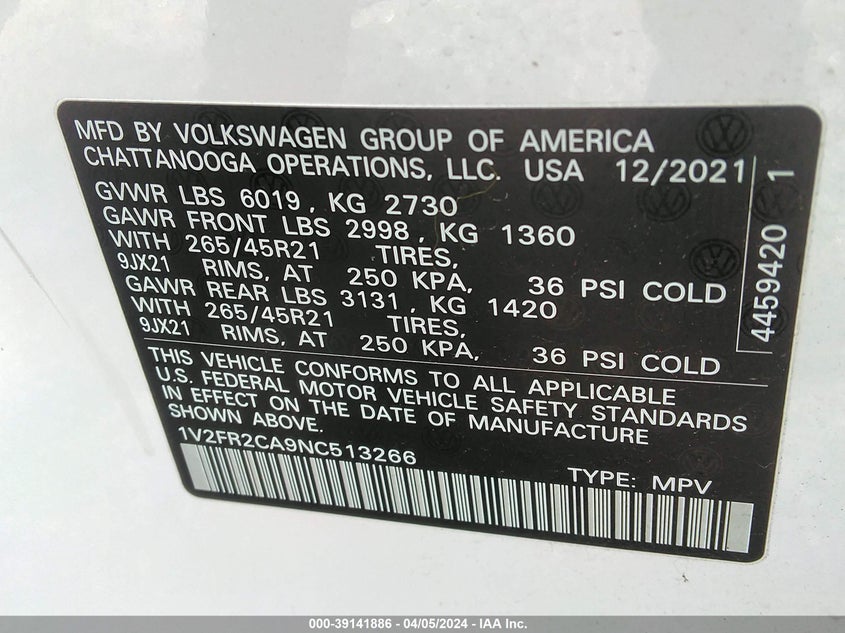 MFD BY VOLKSWAGEN GROUP OF AMERICA
CHATTANOOGA OPERATIONS, LLC. USA 12/2021
GVWR LBS 6019, KG 2730
GAWR FRONT LBS 2998, KG 1360
WITH 265/45R21 TIRES,
9JX21 RIMS, AT 250 KPA, 36 PSI COLD
GAWR REAR LBS 3131, KG 1420
WITH 265/45R21 TIRES,
9JX21 RIMS, AT 250 KPA, 36 PSI COLD
4459420 1
THIS VEHICLE CONFORMS TO ALL APPLICABLE
U.S. FEDERAL MOTOR VEHICLE SAFETY STANDARDS
IN EFFECT ON THE DATE OF MANUFACTURE
SHOWN ABOVE.
1V2FR2CA9NC513266
TYPE: MPV
000-39141886 - 04/05/2024 - IAA Inc.